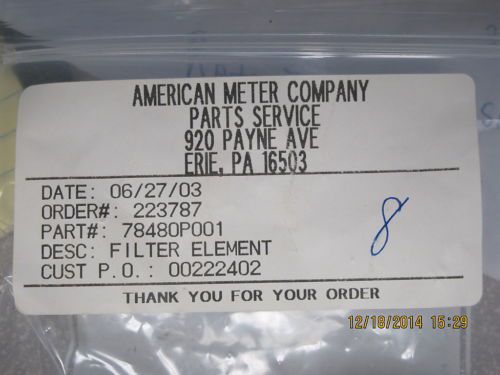 AMERICAN METER COMPANY
PARTS SERVICE
920 PAYNE AVE
ERIE, PA 16503
DATE: 06/27/03
ORDER#: 223787
PART#: 78480P001
DESC: FILTER ELEMENT
CUST P.O.: 00222402
8
THANK YOU FOR YOUR ORDER
12/18/2014 15:29